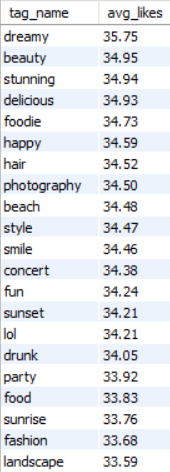 tag_name avg_likes
dreamy 35.75
beauty 34.95
stunning 34.94
delicious 34.93
foodie 34.73
happy 34.59
hair 34.52
photography 34.50
beach 34.48
style 34.47
smile 34.46
concert 34.38
fun 34.24
sunset 34.21
lol 34.21
drunk 34.05
party 33.92
food 33.83
sunrise 33.76
fashion 33.68
landscape 33.59